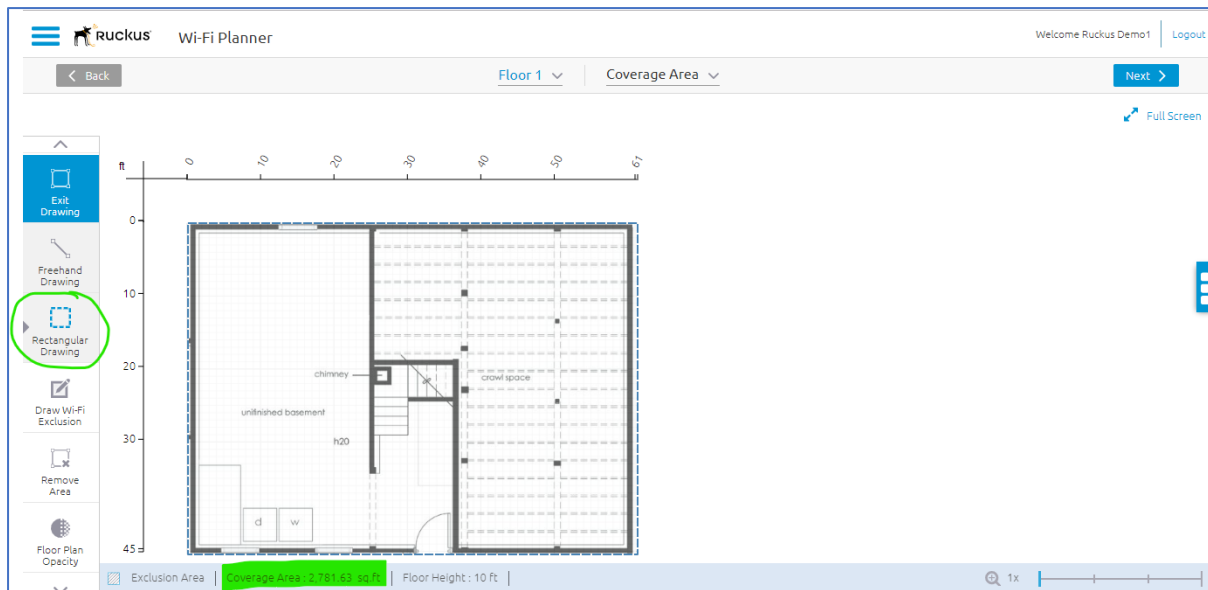 Ruckus Wi-Fi Planner Welcome Ruckus Demo1 Logout
Back Floor 1 Coverage Area Next
Full Screen
ft 0 10 20 30 40 50 61
Exit
Drawing
0
Freehand
Drawing
10
Rectangular
Drawing
20
chimney
crawl space
Draw Wi-Fi
Exclusion
unifinished basement
30
h20
Remove
Area
d w
Floor Plan
Opacity
45
Exclusion Area Coverage Area : 2,781.63 sq.ft Floor Height : 10 ft 1x